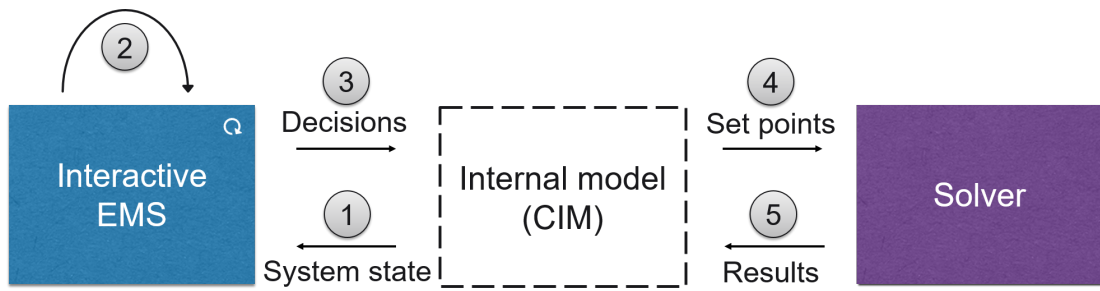 2
3
4
Decisions
Set points
Interactive
EMS
Internal model
(CIM)
Solver
1
5
System state
Results